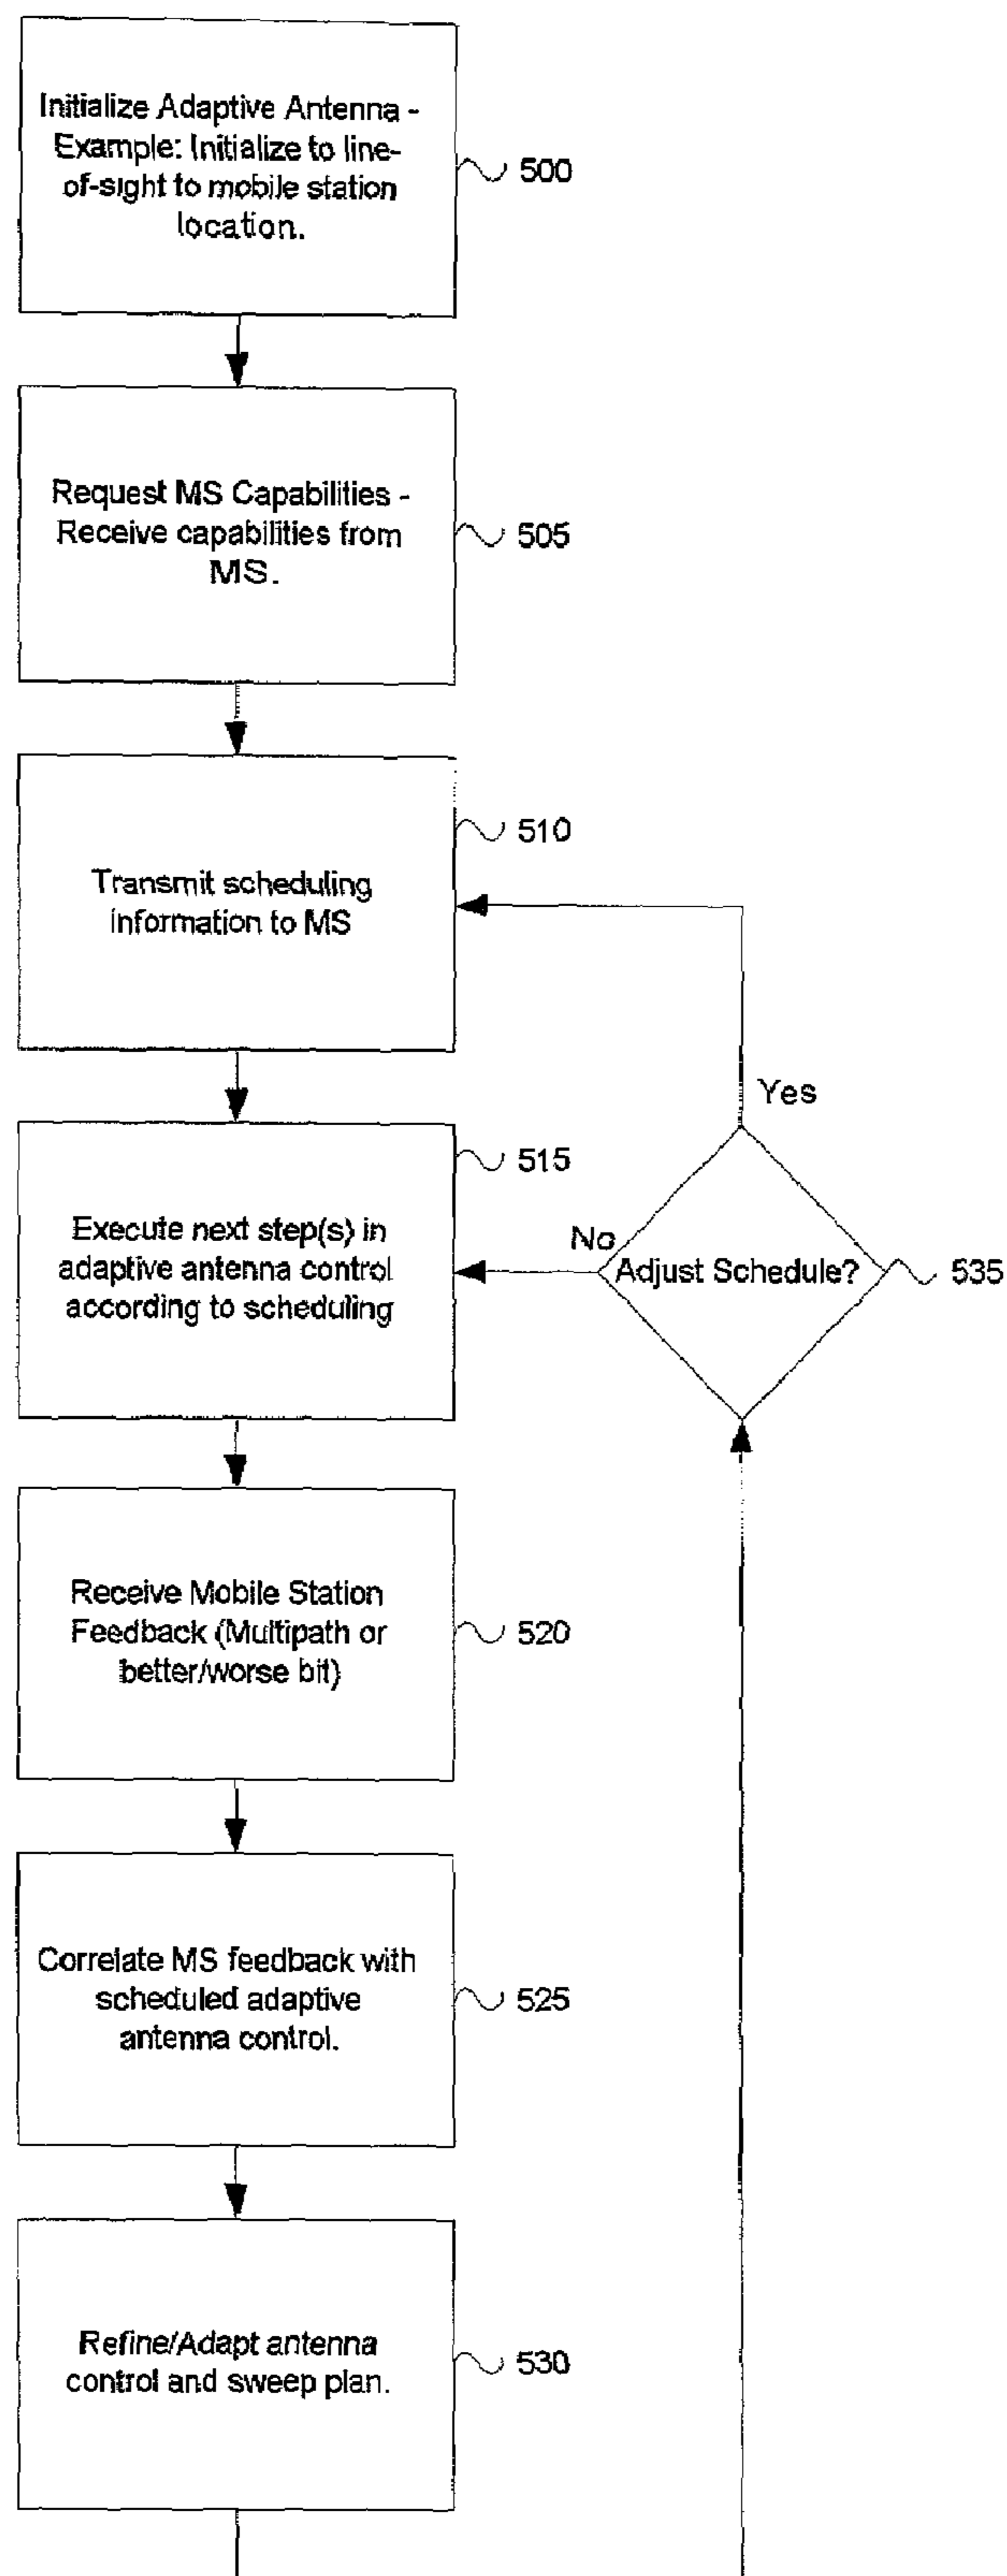 Initialize Adaptive Antenna -
Example: Initialize to line-
of-sight to mobile station
location.
500
Request MS Capabilities -
Receive capabilities from
MS.
505
510
Transmit scheduling
information to MS
Yes
515
Execute next step(s) in
adaptive antenna control
according to scheduling
No
Adjust Schedule?
535
Receive Mobile Station
Feedback (Multipath or
better/worse bit)
520
Correlate MS feedback with
scheduled adaptive
antenna control.
525
Refine/Adapt antenna
control and sweep plan.
530